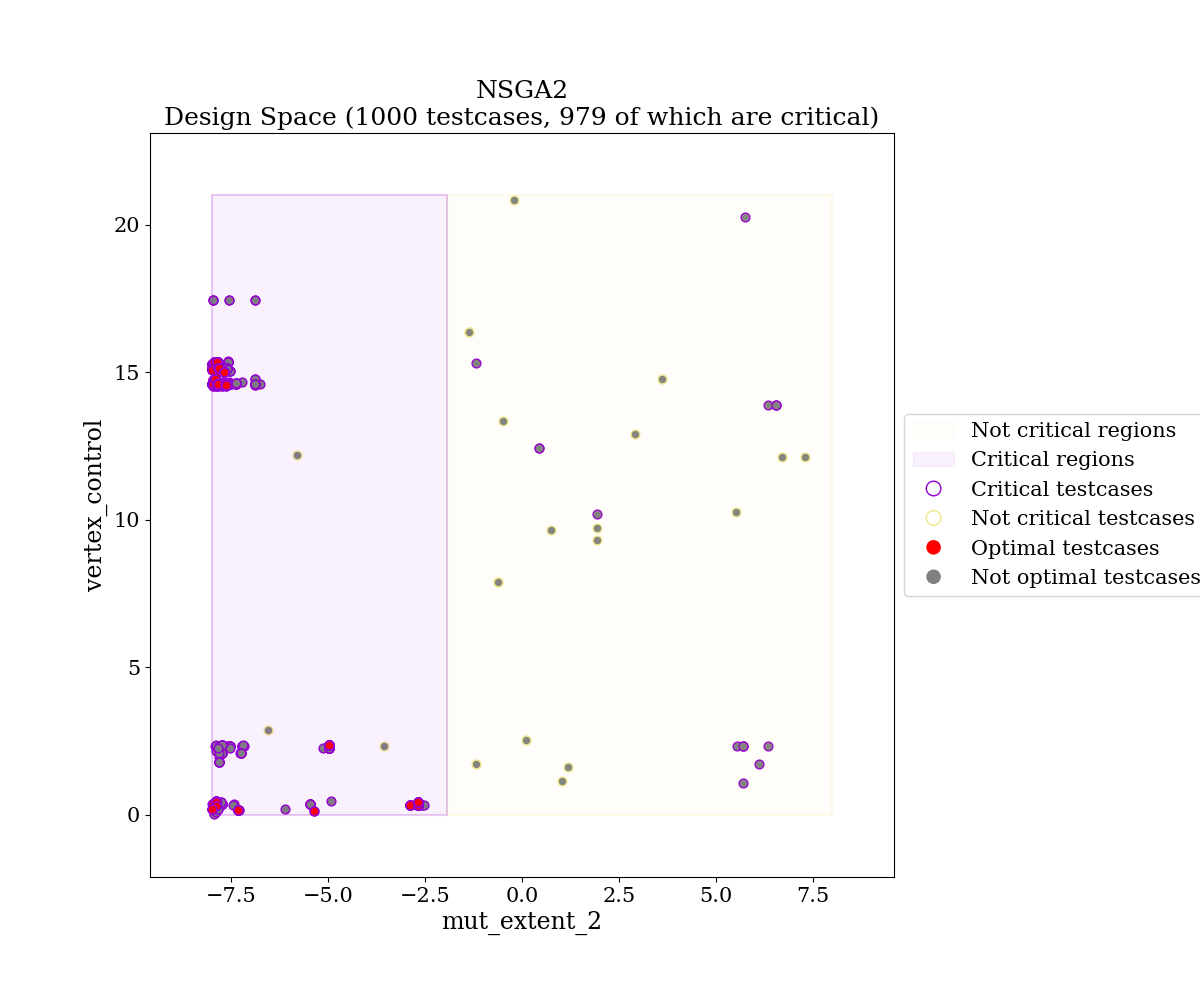 NSGA2
Design Space (1000 testcases, 979 of which are critical)
vertex_control
20
15
10
5
0
−7.5
−5.0
−2.5
0.0
2.5
5.0
7.5
mut_extent_2
Not critical regions
Critical regions
Critical testcases
Not critical testcases
Optimal testcases
Not optimal testcases